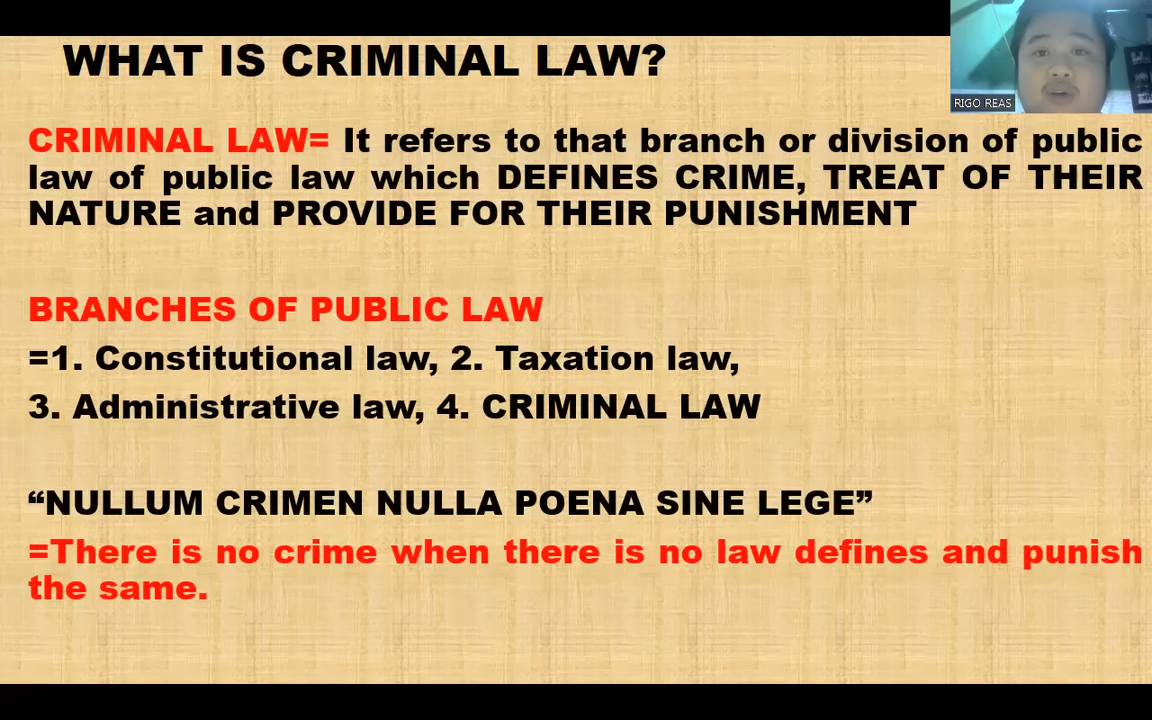 WHAT IS CRIMINAL LAW?
RIGO REAS
CRIMINAL LAW= It refers to that branch or division of public
law of public law which DEFINES CRIME, TREAT OF THEIR
NATURE and PROVIDE FOR THEIR PUNISHMENT
BRANCHES OF PUBLIC LAW
=1. Constitutional law, 2. Taxation law,
3. Administrative law, 4. CRIMINAL LAW
“NULLUM CRIMEN NULLA POENA SINE LEGE”
=There is no crime when there is no law defines and punish
the same.